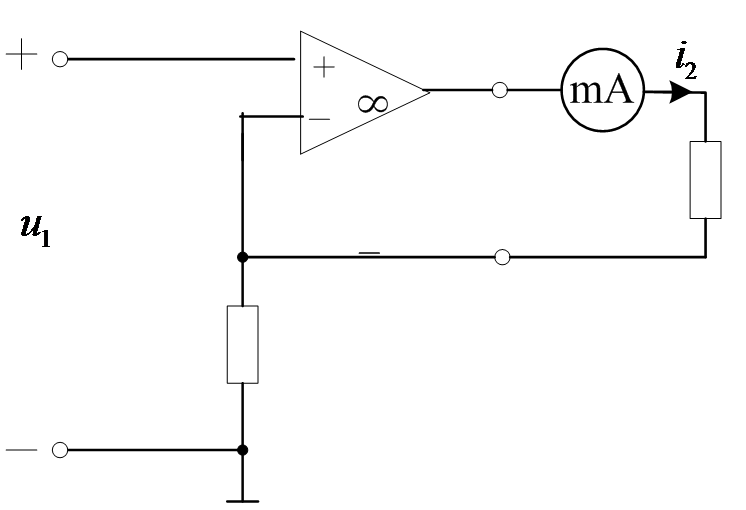 +
+
∞
−
mA
i₂
u₁
−
−